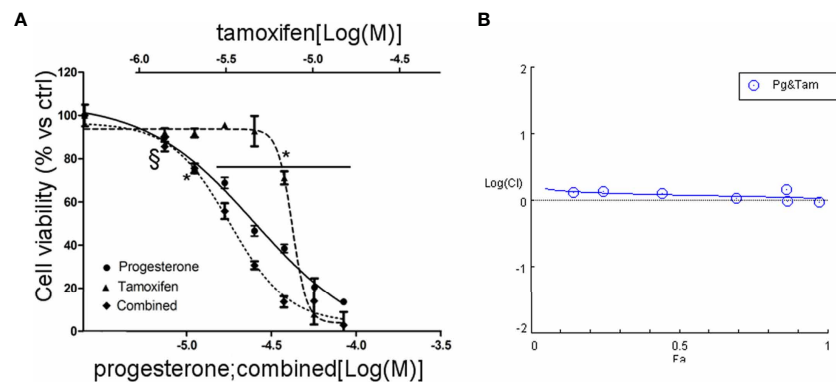 A
tamoxifen[Log(M)]
-6.0 -5.5 -5.0 -4.5
120
100
80
60
40
20
0
Cell viability (% vs ctrl)
§
*
*
Progesterone
Tamoxifen
Combined
-5.0 -4.5 -4.0 -3.5
progesterone;combined[Log(M)]
B
Pg&Tam
2
1
Log(CI)
0
-1
-2
0 0.5 1
Fa